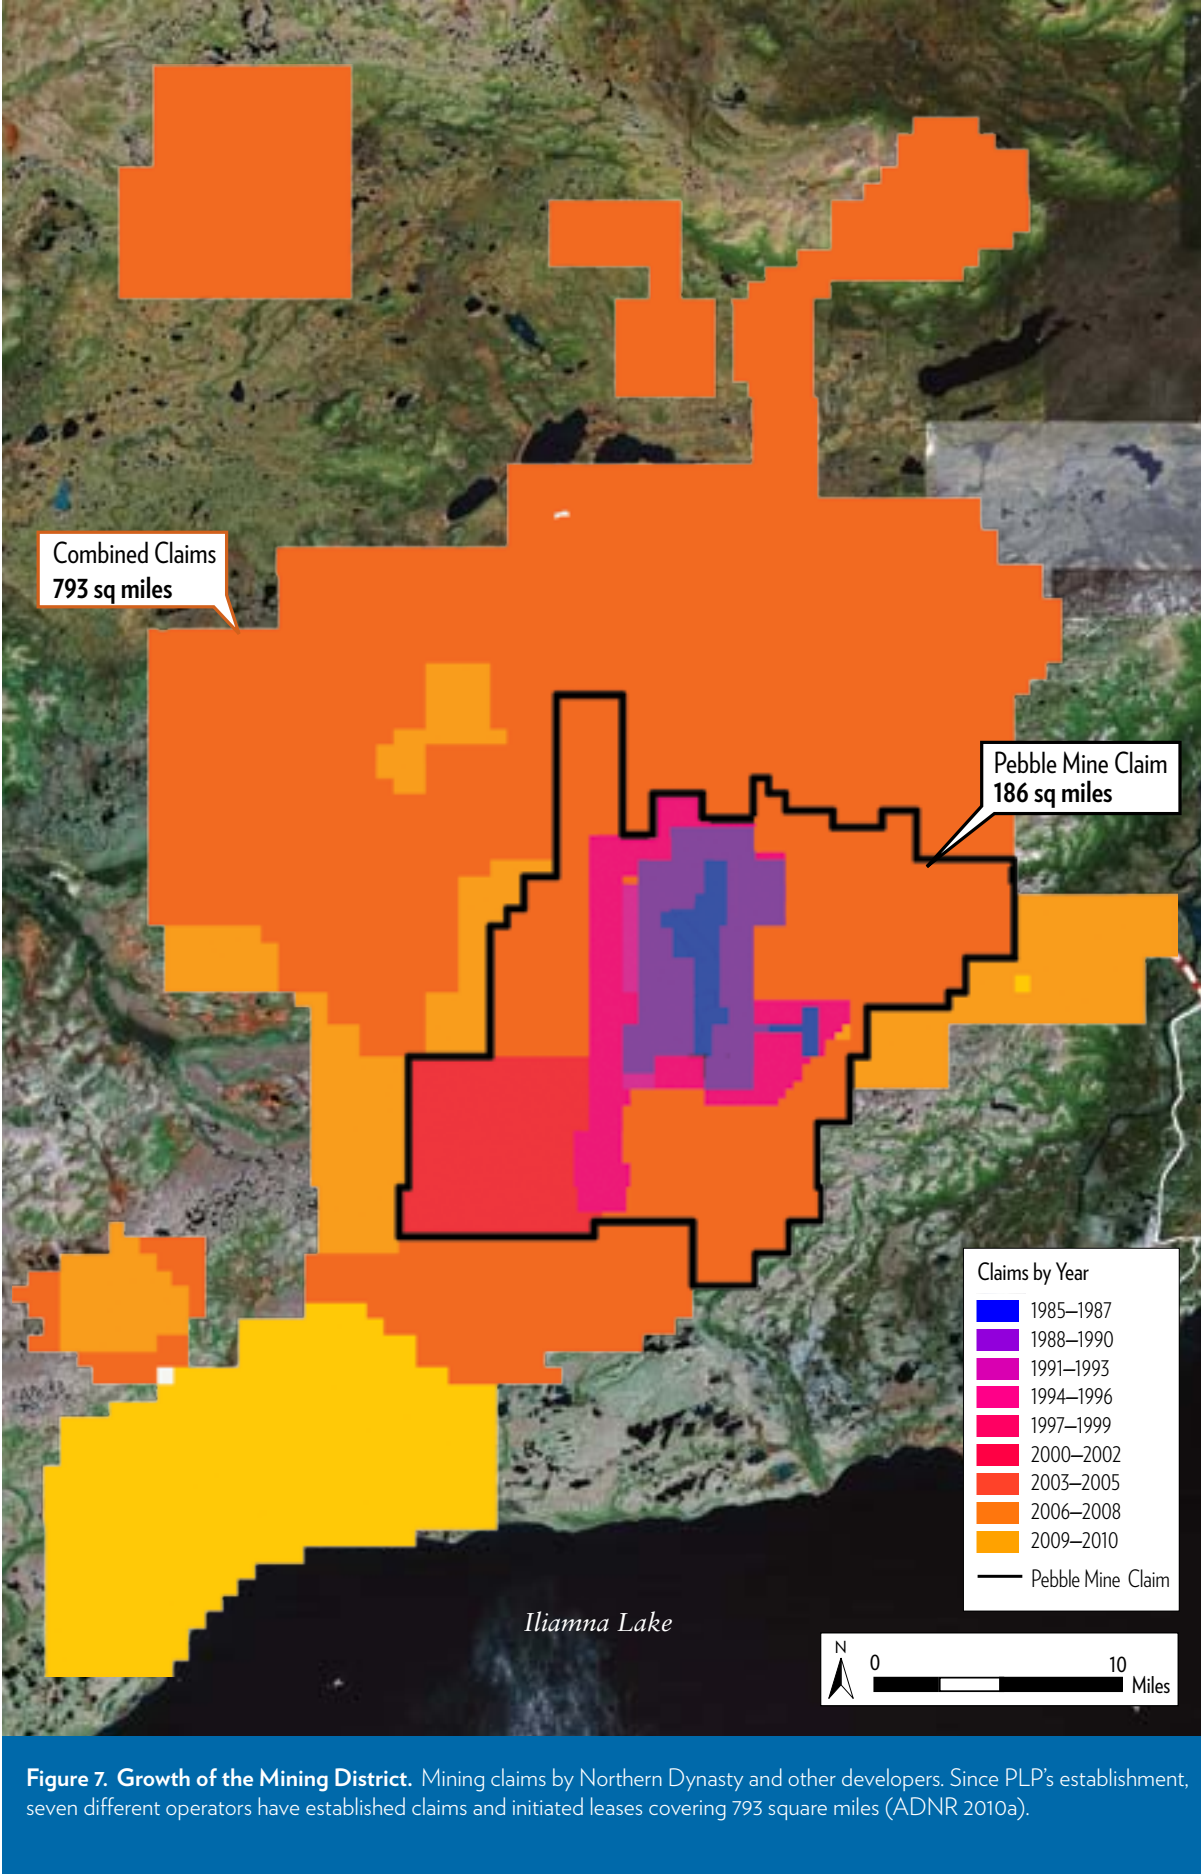 Combined Claims
793 sq miles
Pebble Mine Claim
186 sq miles
Claims by Year
1985–1987
1988–1990
1991–1993
1994–1996
1997–1999
2000–2002
2003–2005
2006–2008
2009–2010
Pebble Mine Claim
Iliamna Lake
N
0 10
Miles
Figure 7. Growth of the Mining District. Mining claims by Northern Dynasty and other developers. Since PLP's establishment,
seven different operators have established claims and initiated leases covering 793 square miles (ADNR 2010a).